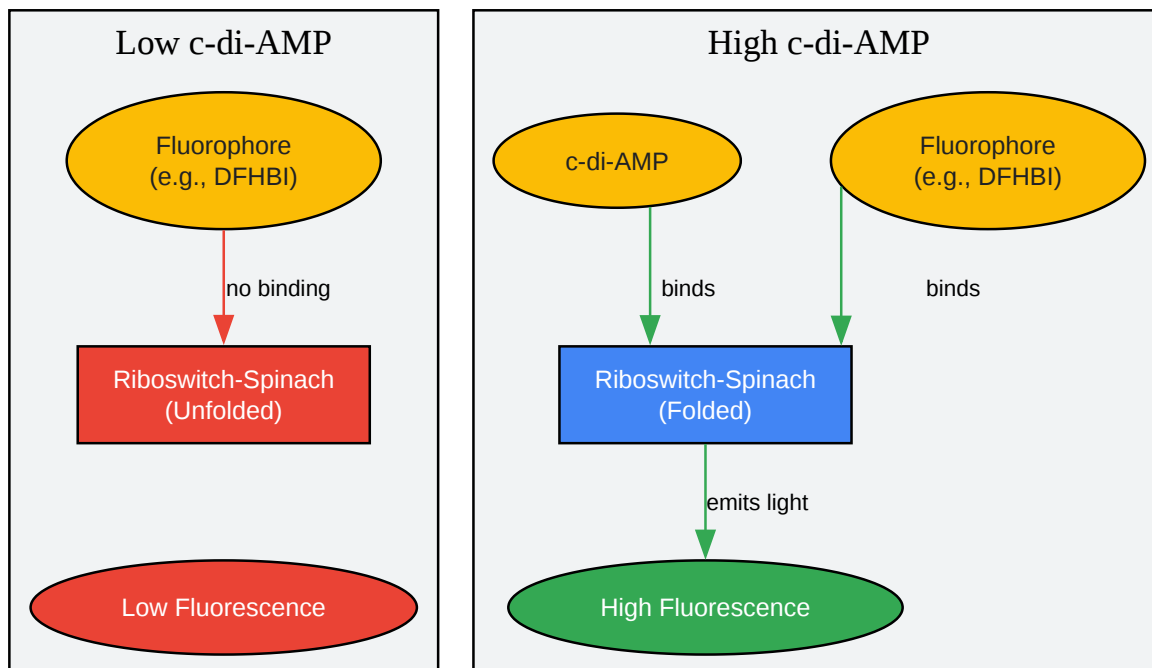 Low c-di-AMP
Fluorophore
(e.g., DFHBI)
no binding
Riboswitch-Spinach
(Unfolded)
Low Fluorescence
High c-di-AMP
c-di-AMP
Fluorophore
(e.g., DFHBI)
binds
binds
Riboswitch-Spinach
(Folded)
emits light
High Fluorescence